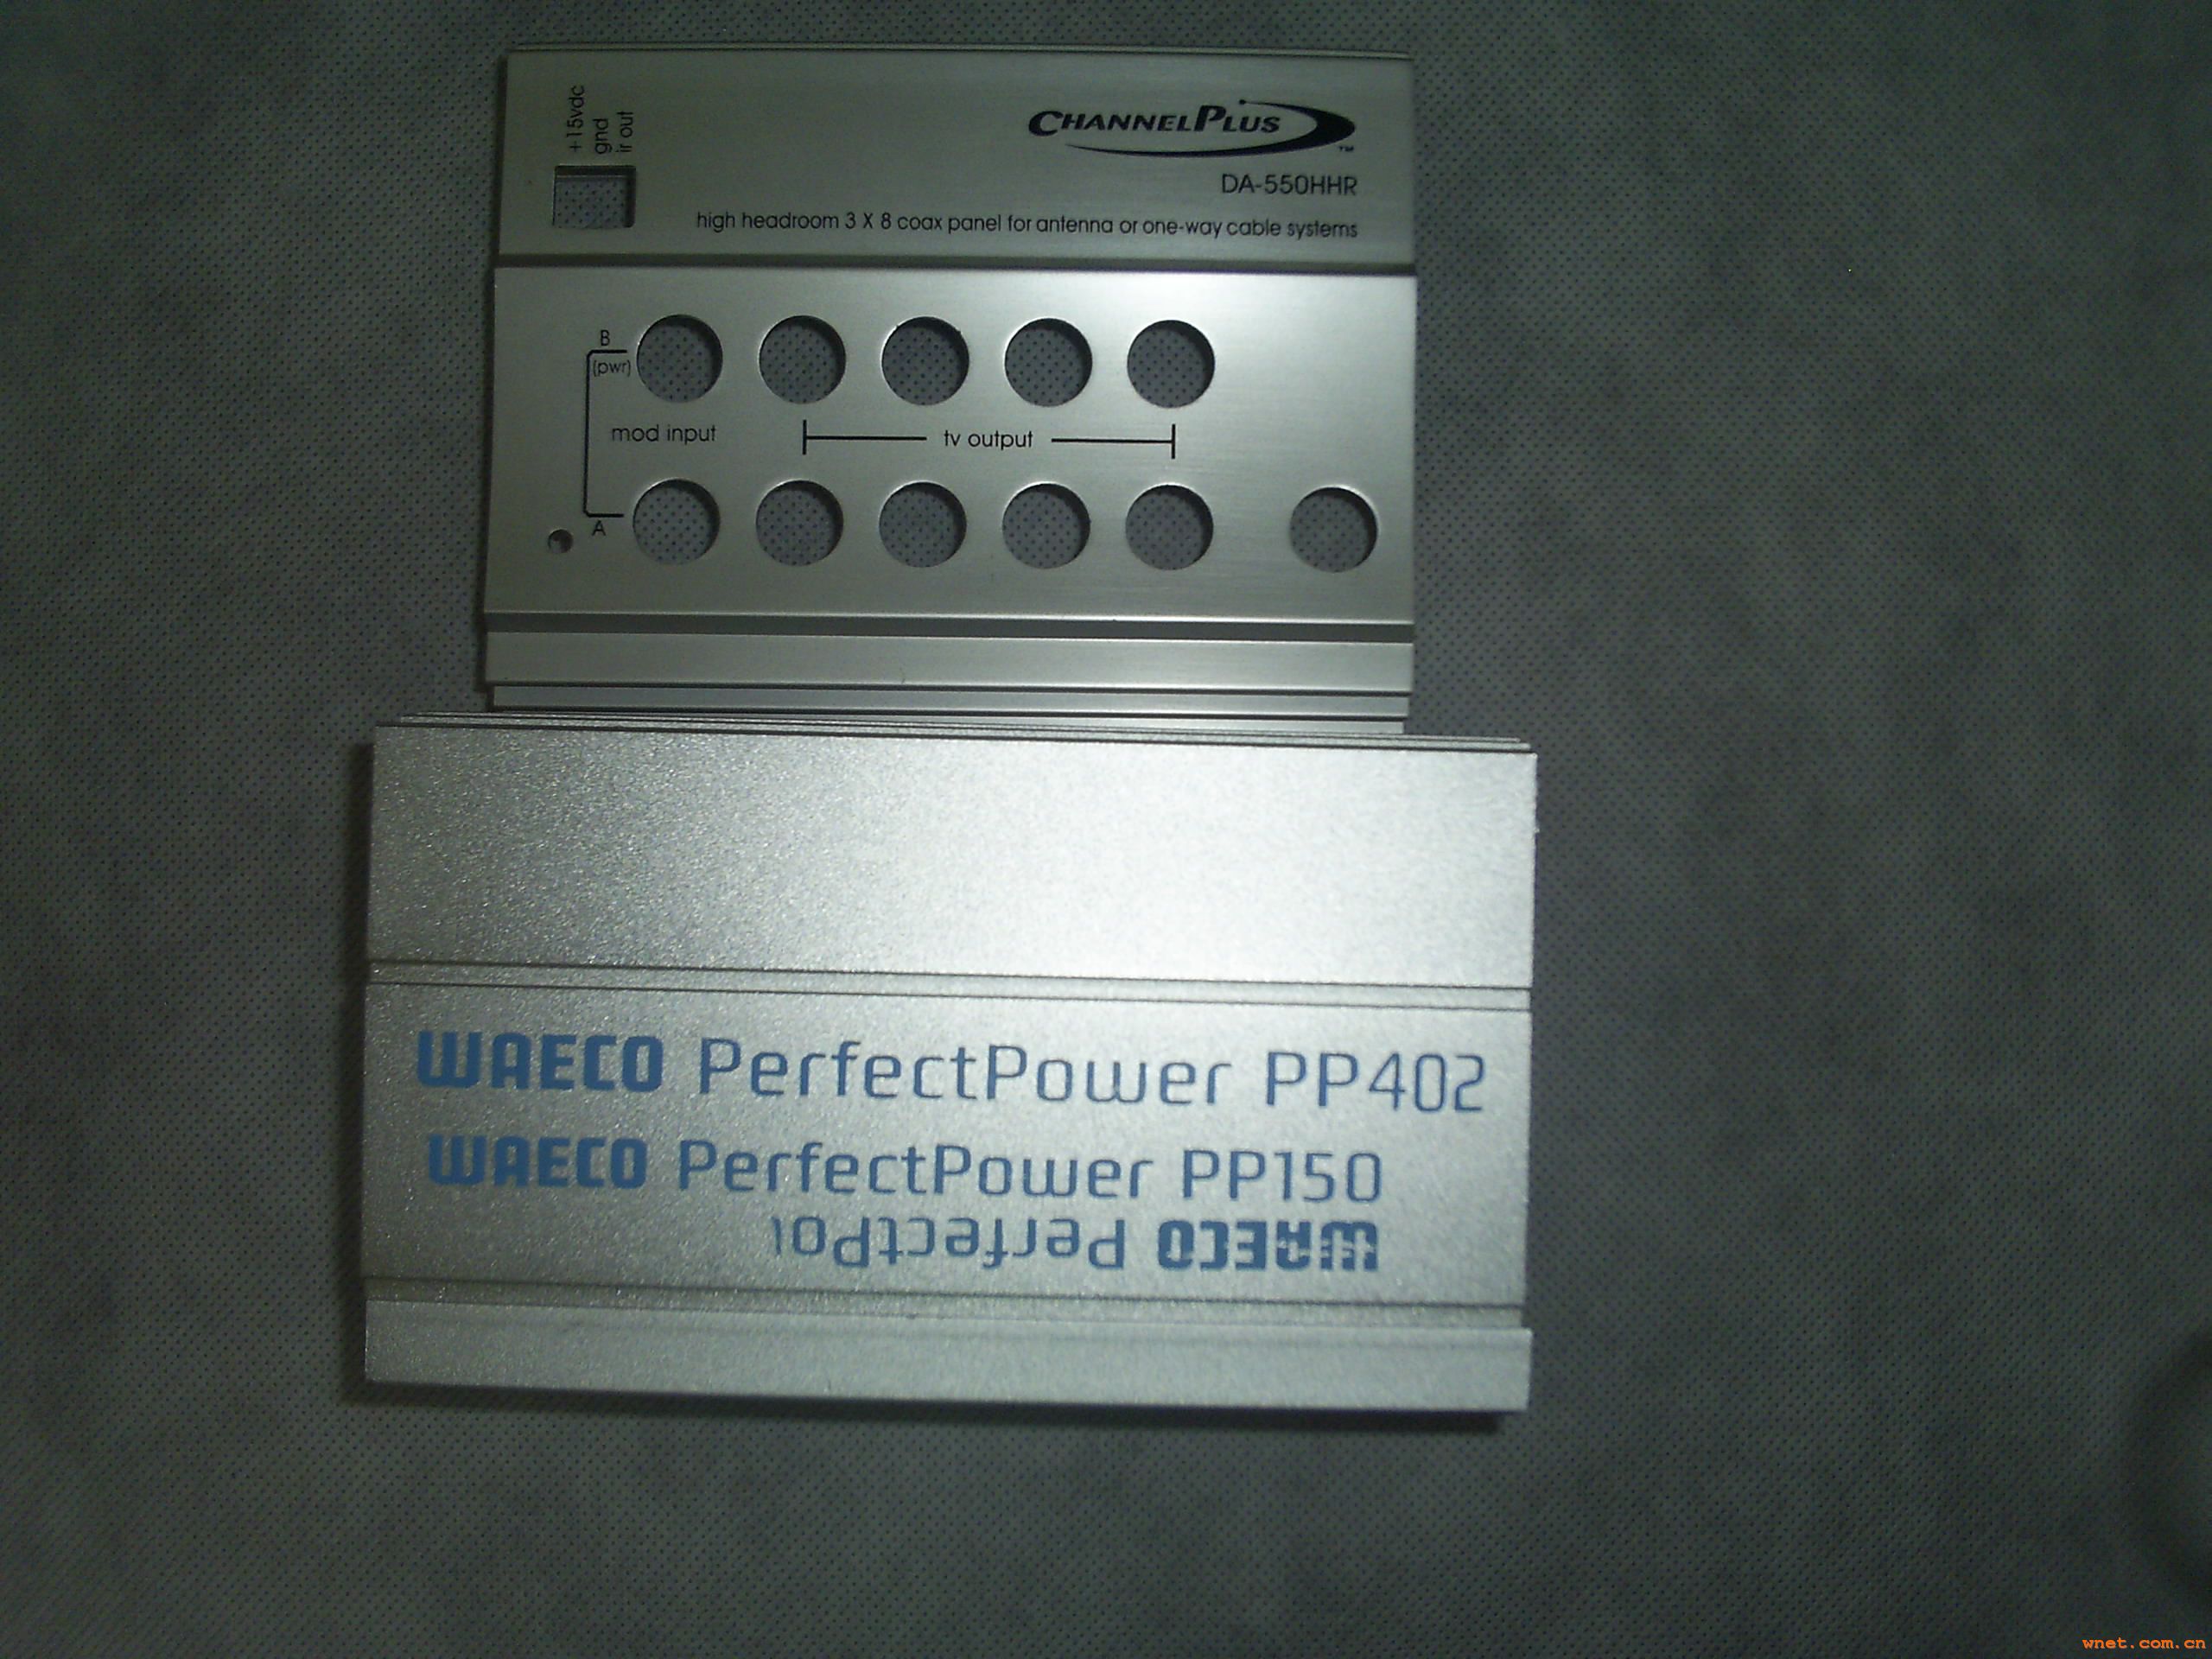 +15vdc
gnd
ir out
CHANNELPLUS™
DA-550HHR
high headroom 3 X 8 coax panel for antenna or one-way cable systems
B
(pwr)
mod input
tv output
A
WAECO PerfectPower PP402
WAECO PerfectPower PP150
WAECO PerfectPo
wnet.com.cn